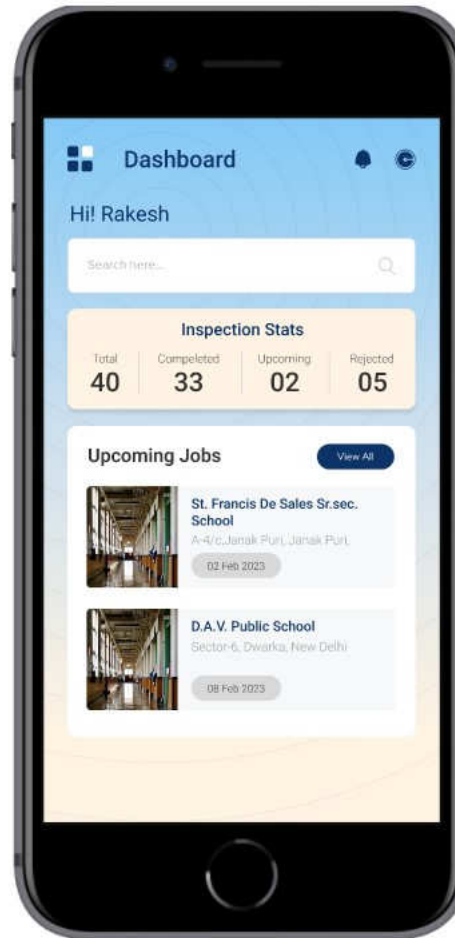 Dashboard
Hi! Rakesh
Search here...
Inspection Stats
Total Compeleted Upcoming Rejected
40 33 02 05
Upcoming Jobs View All
St. Francis De Sales Sr.sec.
School
A-4/c,Janak Puri, Janak Puri,
02 Feb 2023
D.A.V. Public School
Sector-6, Dwarka, New Delhi
08 Feb 2023